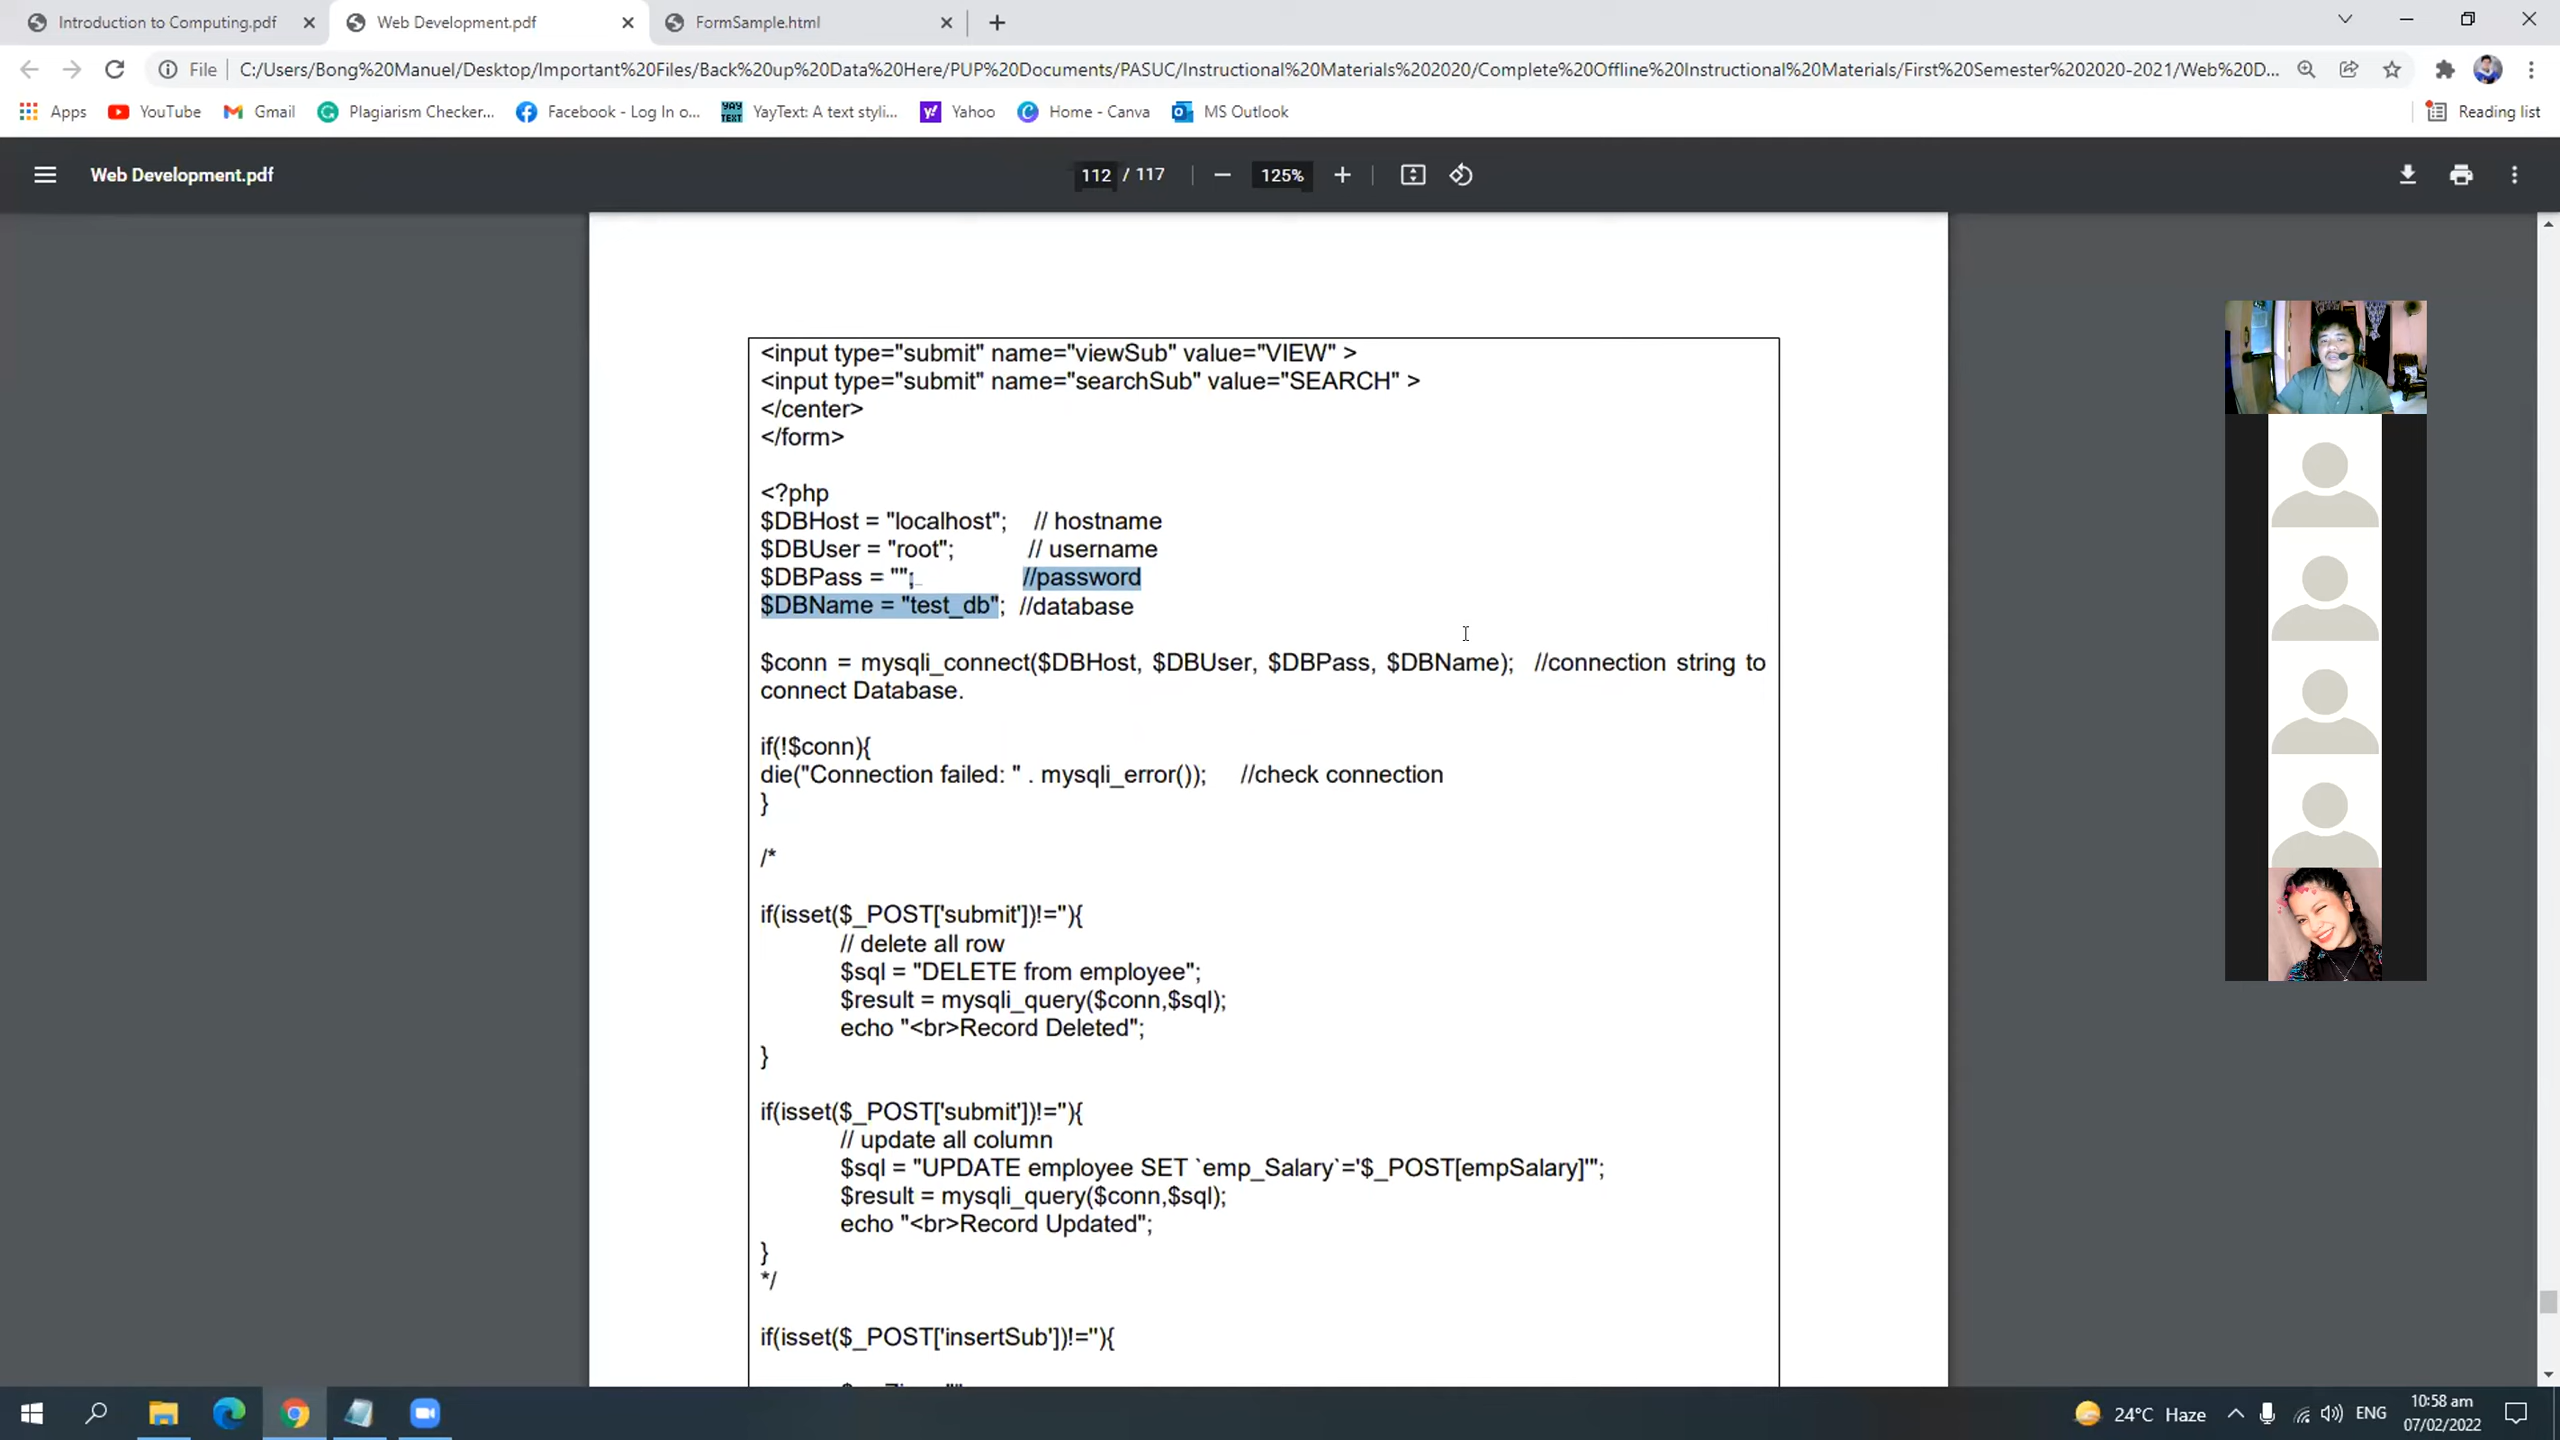 Introduction to Computing.pdf
Web Development.pdf
FormSample.html
File
C:/Users/Bong%20Manuel/Desktop/Important%20Files/Back%20up%20Data%20Here/PUP%20Documents/PASUC/Instructional%20Materials%202020/Complete%20Offline%20Instructional%20Materials/First%20Semester%202020-2021/Web%20D...
Apps
YouTube
Gmail
Plagiarism Checker...
Facebook - Log In o...
YAY TEXT
YayText: A text styli...
Yahoo
Home - Canva
MS Outlook
Reading list
Web Development.pdf
112 / 117
125%
<input type="submit" name="viewSub" value="VIEW" >
<input type="submit" name="searchSub" value="SEARCH" >
</center>
</form>
<?php
$DBHost = "localhost"; // hostname
$DBUser = "root"; // username
$DBPass = ""; //password
$DBName = "test_db"; //database
$conn = mysqli_connect($DBHost, $DBUser, $DBPass, $DBName); //connection string to
connect Database.
if(!$conn){
die("Connection failed: " . mysqli_error()); //check connection
}
/*
if(isset($_POST['submit'])!=''){
// delete all row
$sql = "DELETE from employee";
$result = mysqli_query($conn,$sql);
echo "<br>Record Deleted";
}
if(isset($_POST['submit'])!=''){
// update all column
$sql = "UPDATE employee SET `emp_Salary`='$_POST[empSalary]'";
$result = mysqli_query($conn,$sql);
echo "<br>Record Updated";
}
*/
if(isset($_POST['insertSub'])!=''){
24°C Haze
ENG
10:58 am
07/02/2022